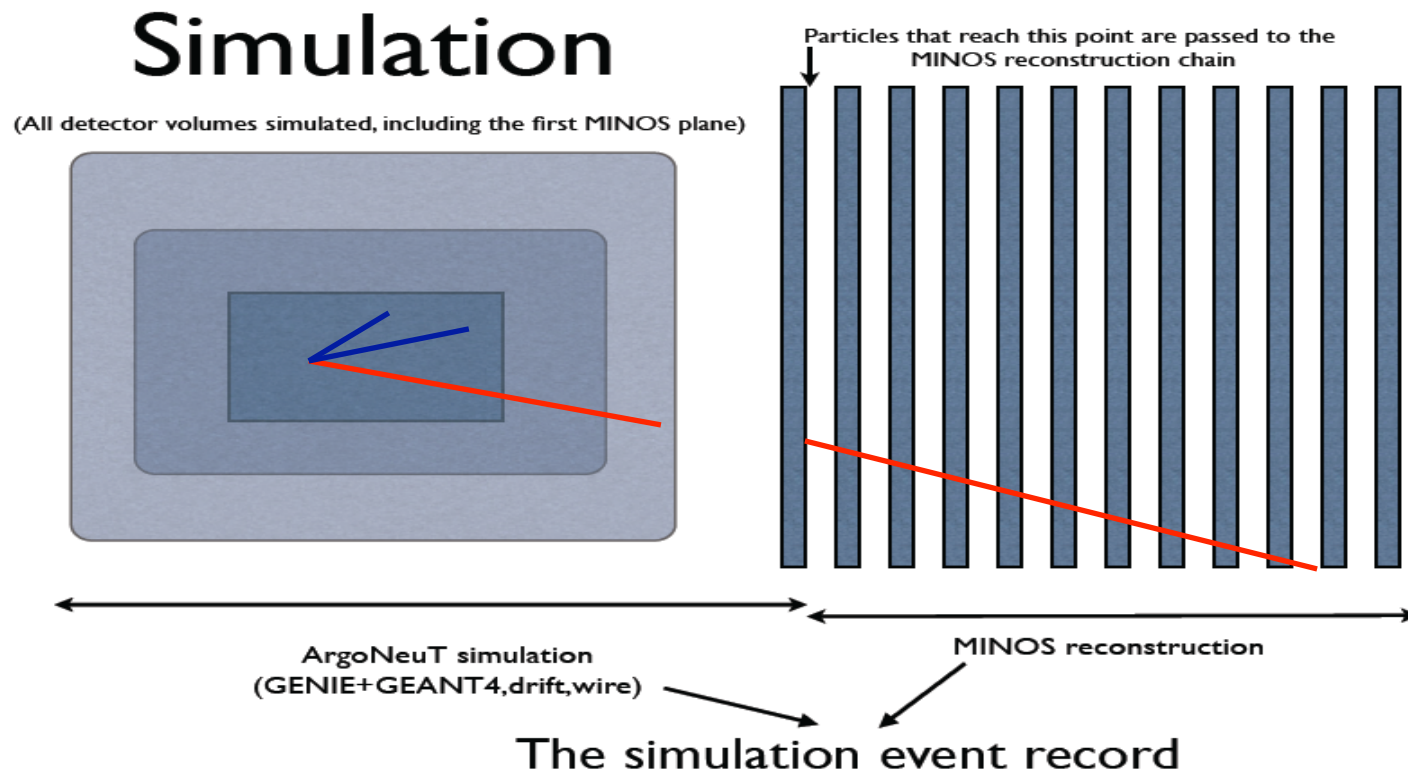 Simulation
(All detector volumes simulated, including the first MINOS plane)
Particles that reach this point are passed to the
MINOS reconstruction chain
ArgoNeuT simulation
(GENIE+GEANT4,drift,wire)
MINOS reconstruction
The simulation event record